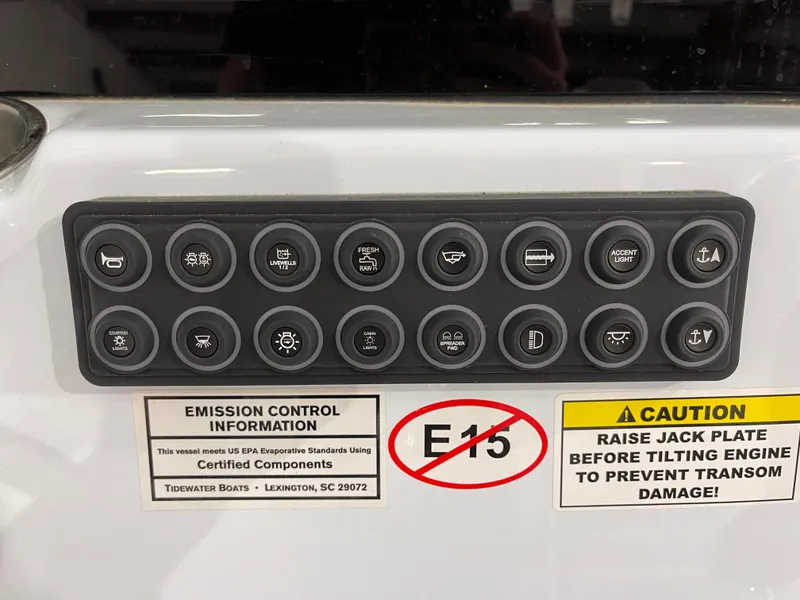 LIVEWELLS
1/2
FRESH
RAW
ACCENT
LIGHT
COURTESY
LIGHTS
CABIN
LIGHTS
SPREADER
FWD
EMISSION CONTROL
INFORMATION
This vessel meets US EPA Evaporative Standards Using
Certified Components
TIDEWATER BOATS • LEXINGTON, SC 29072
E15
CAUTION
RAISE JACK PLATE
BEFORE TILTING ENGINE
TO PREVENT TRANSOM
DAMAGE!